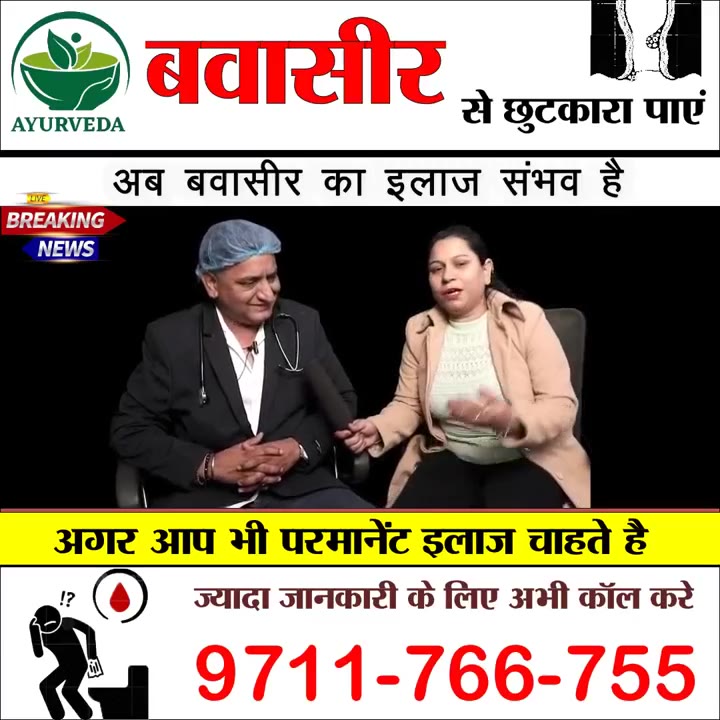 बवासीर
AYURVEDA
से छुटकारा पाएं
अब बवासीर का इलाज संभव है
LIVE
BREAKING
NEWS
अगर आप भी परमानेंट इलाज चाहते है
!?
ज्यादा जानकारी के लिए अभी कॉल करे
9711-766-755